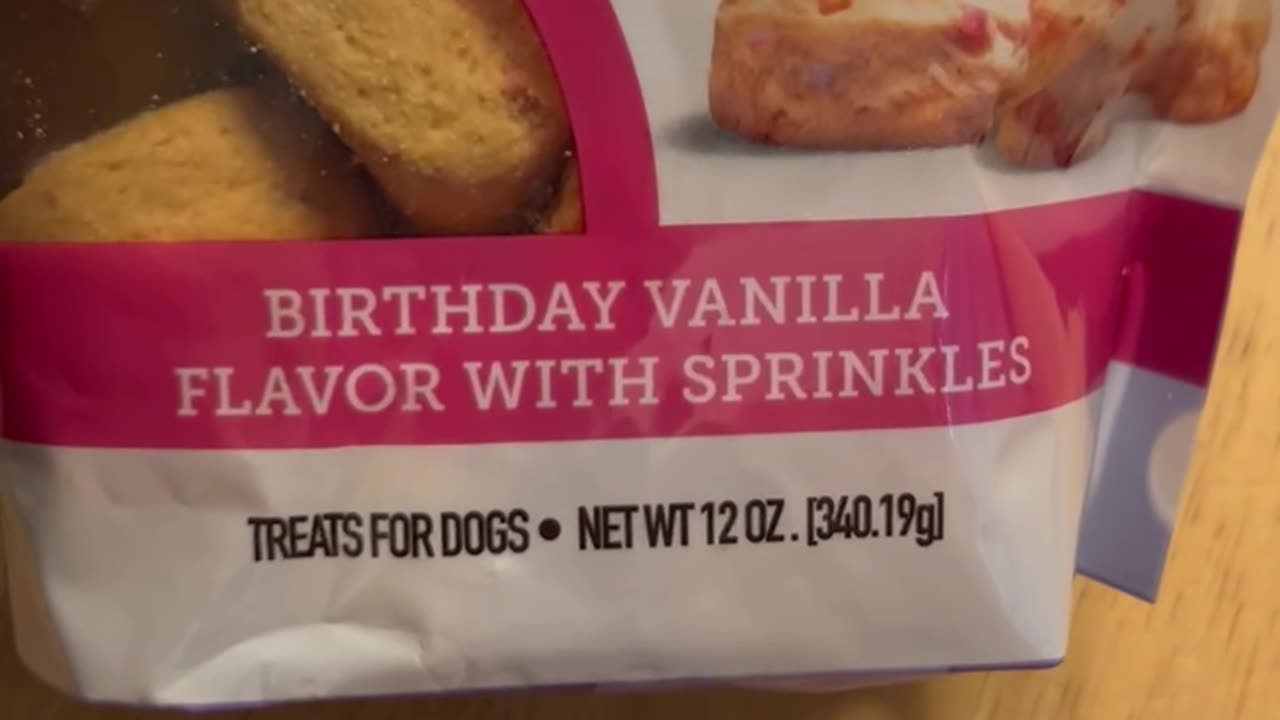 BIRTHDAY VANILLA
FLAVOR WITH SPRINKLES
TREATS FOR DOGS • NET WT 12 OZ. [340.19g]